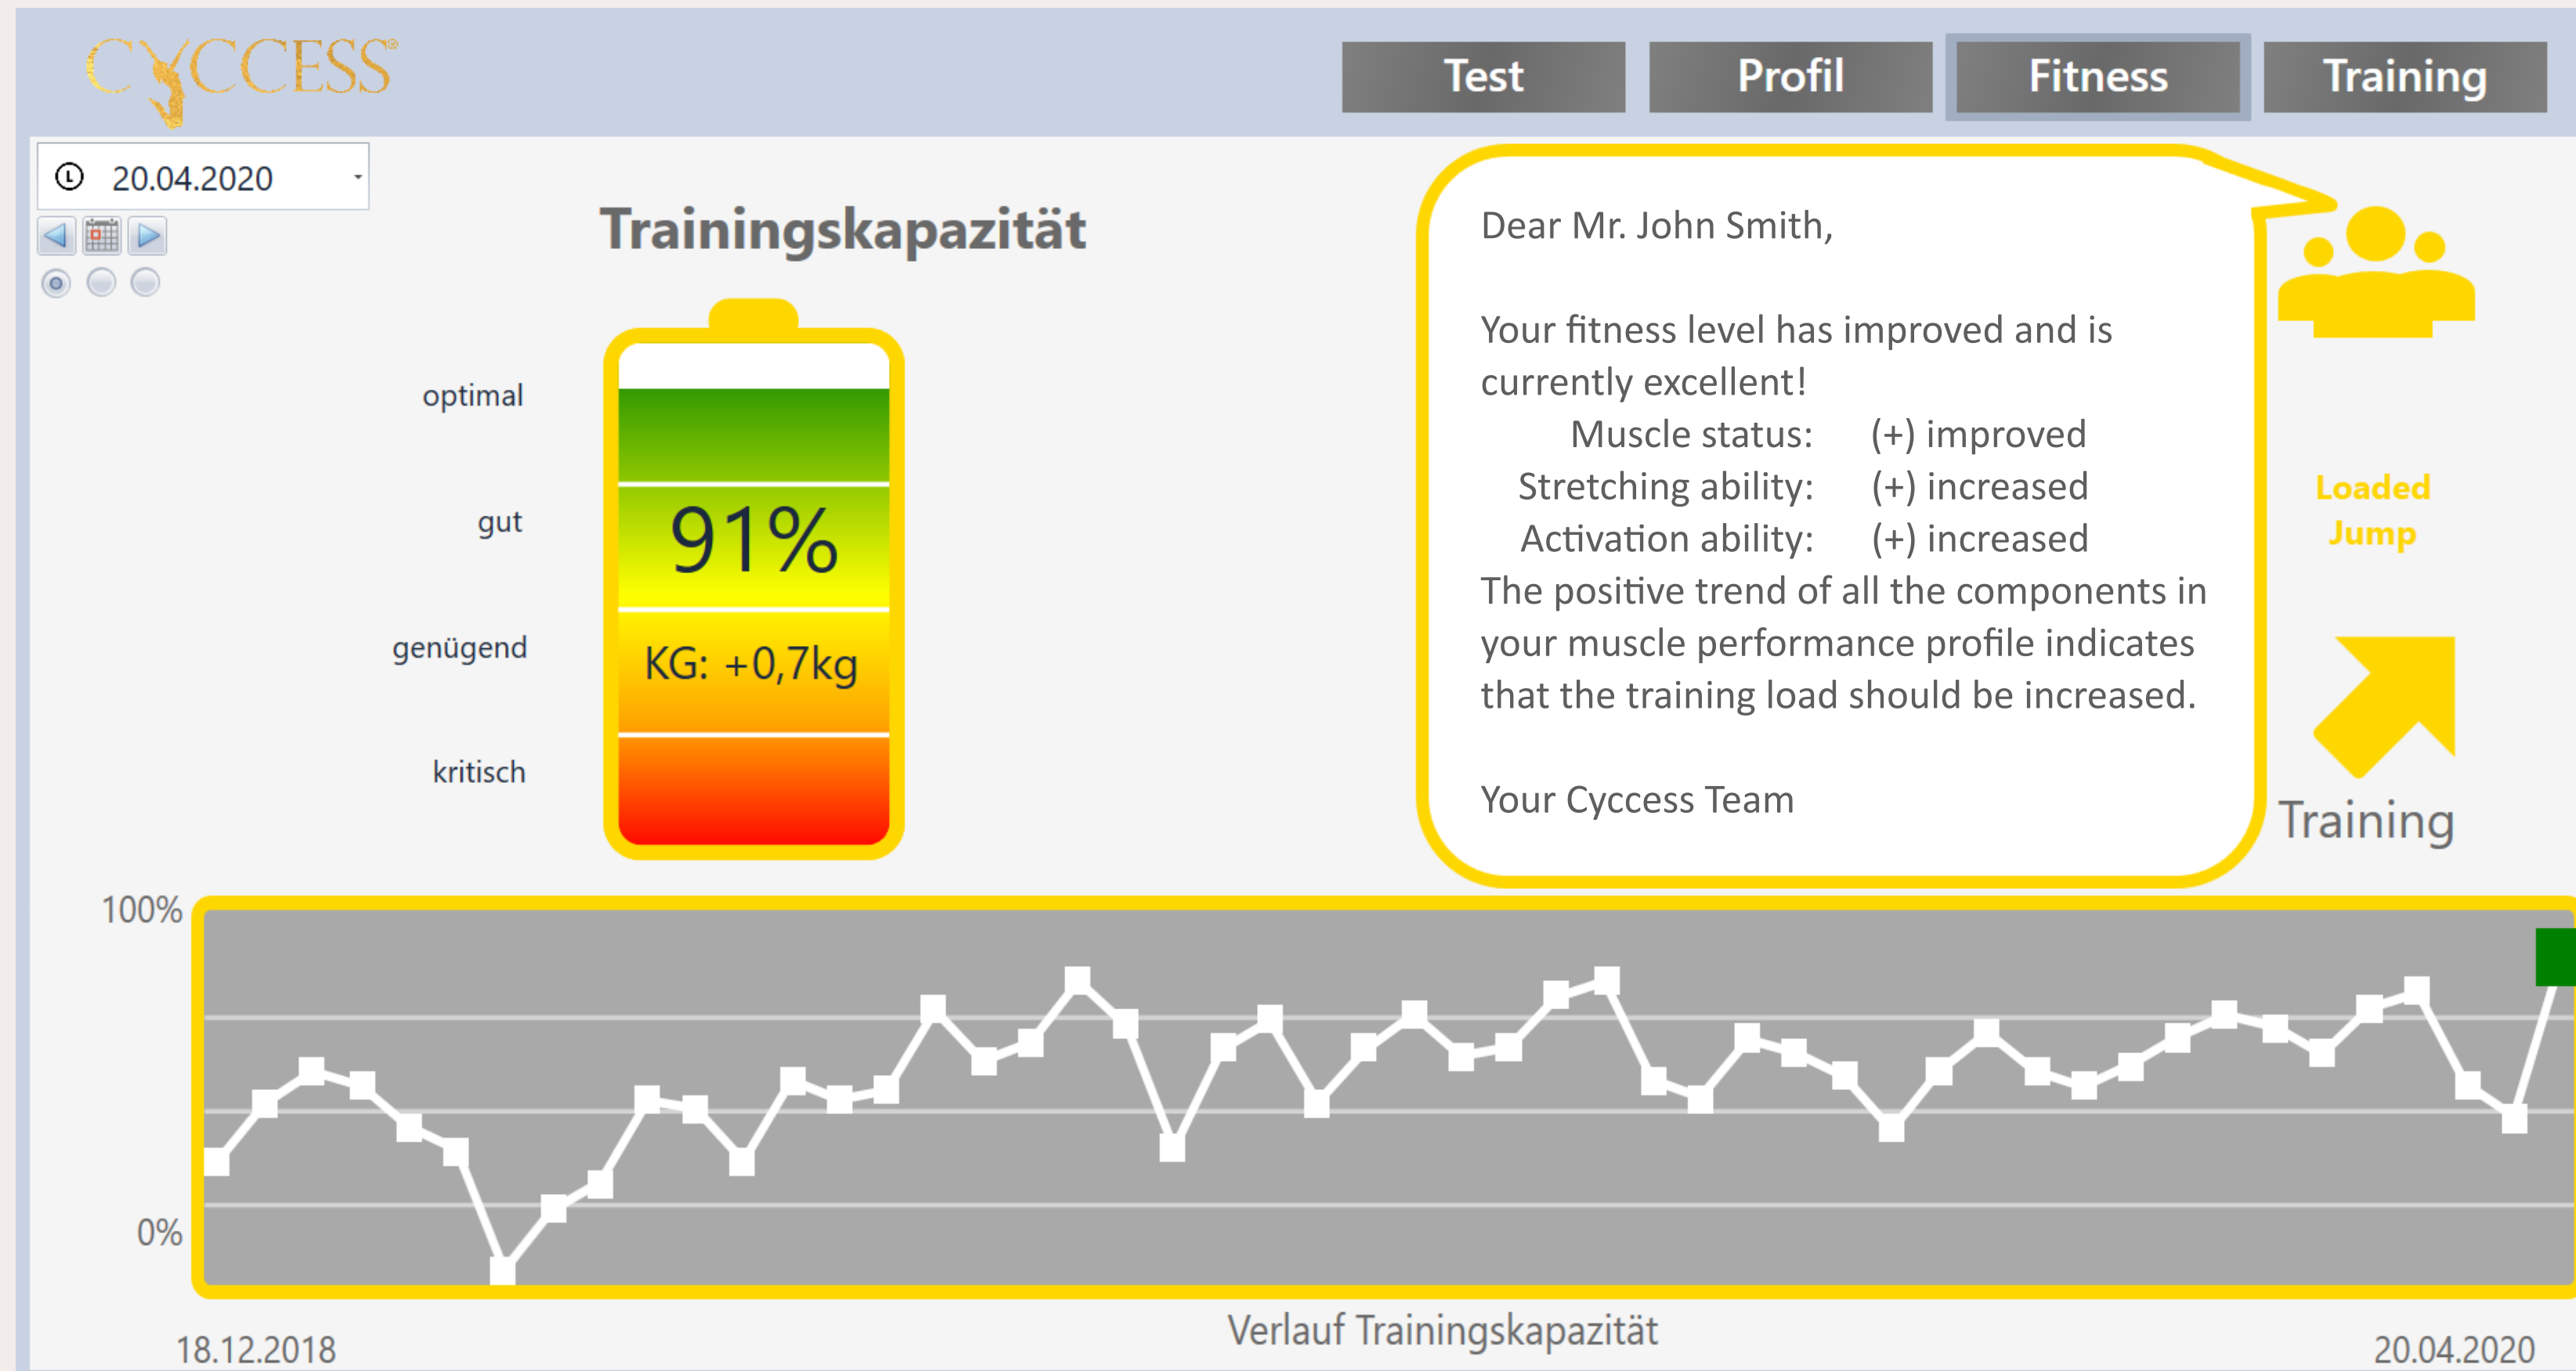 CYCCESS®
Test
Profil
Fitness
Training
20.04.2020
Trainingskapazität
optimal
gut
genügend
kritisch
91%
KG: +0,7kg
Dear Mr. John Smith,
Your fitness level has improved and is
currently excellent!
Muscle status: (+) improved
Stretching ability: (+) increased
Activation ability: (+) increased
The positive trend of all the components in
your muscle performance profile indicates
that the training load should be increased.
Your Cyccess Team
Loaded
Jump
Training
100%
0%
18.12.2018
Verlauf Trainingskapazität
20.04.2020